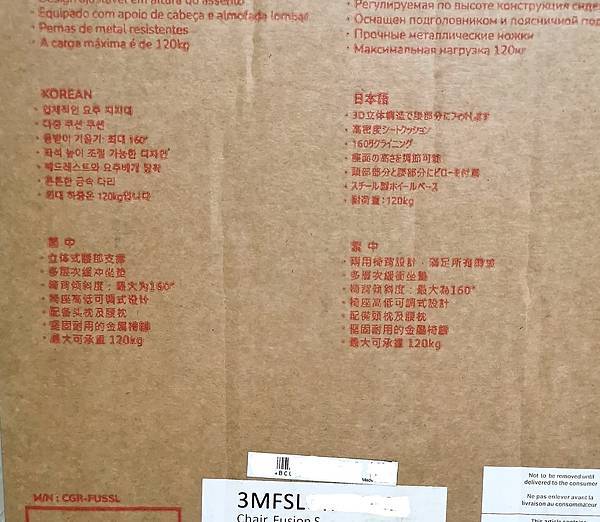 Equipado com apoio de cabeça e almofada lombar
Pernas de metal resistentes
A carga máxima é de 120kg
Регулируемая по высоте конструкция
Оснащен подголовником и поясничной
Прочные металлические ножки
Максимальная нагрузка 120кг
KOREAN
· 입체적인 요추 지지대
· 다층 쿠션 쿠션
· 등받이 기울기: 최대 160°
· 좌석 높이 조절 가능한 디자인
· 헤드레스트와 요추베개 장착
· 튼튼한 금속 다리
· 최대 하중은 120kg입니다
日本語
· 3D立体構造で腰部分にフィットします
· 高密度シートクッション
· 160度リクライニング
· 座面の高さを調節可能
· 頭部部分と腰部分にピローを付属
· スチール製ホイールベース
· 耐荷重:120kg
簡中
· 立体式腰部支撑
· 多层次缓冲坐垫
· 椅背倾斜度:最大为160°
· 椅座高低可调式设计
· 配备头枕及腰枕
· 坚固耐用的金属椅脚
· 最大可承重 120kg
繁中
· 兩用椅背設計,滿足所有需求
· 多層次緩衝坐墊
· 椅背傾斜度:最大為160°
· 椅座高低可調式設計
· 配備頭枕及腰枕
· 堅固耐用的金屬椅腳
· 最大可承重 120kg
M/N : CGR-FUSSL
3MFSL
Chair, Fusion S
Not to be removed until
delivered to the consumer
Ne pas enlever avant la
livraison au consommateur
This article contains